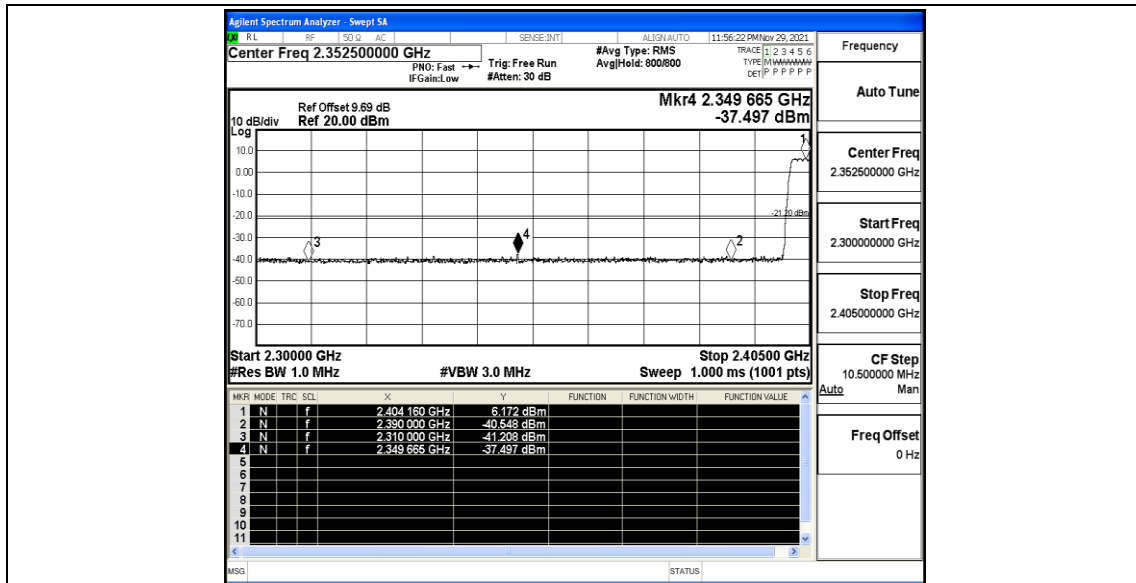 Agilent Spectrum Analyzer - Swept SA
RL RF 50 Ω AC SENSE:INT ALIGNAUTO 11:56:22 PMNov 29, 2021
Center Freq 2.352500000 GHz
PNO: Fast
IFGain:Low
Trig: Free Run
#Atten: 30 dB
#Avg Type: RMS
Avg|Hold: 800/800
TRACE 1 2 3 4 5 6
TYPE M W W W W W
DET P P P P P P
Ref Offset 9.69 dB
Ref 20.00 dBm
10 dB/div
Log
Mkr4 2.349 665 GHz
-37.497 dBm
10.0
0.00
-10.0
-20.0
-30.0
-40.0
-50.0
-60.0
-70.0
1
-21.20 dBm
3
4
2
Start 2.30000 GHz
Stop 2.40500 GHz
#Res BW 1.0 MHz
#VBW 3.0 MHz
Sweep 1.000 ms (1001 pts)
MKR MODE TRC SCL X Y FUNCTION FUNCTION WIDTH FUNCTION VALUE
1 N f 2.404 160 GHz 6.172 dBm
2 N f 2.390 000 GHz -40.548 dBm
3 N f 2.310 000 GHz -41.208 dBm
4 N f 2.349 665 GHz -37.497 dBm
5
6
7
8
9
10
11
MSG
STATUS
Frequency
Auto Tune
Center Freq
2.352500000 GHz
Start Freq
2.300000000 GHz
Stop Freq
2.405000000 GHz
CF Step
10.500000 MHz
Auto Man
Freq Offset
0 Hz